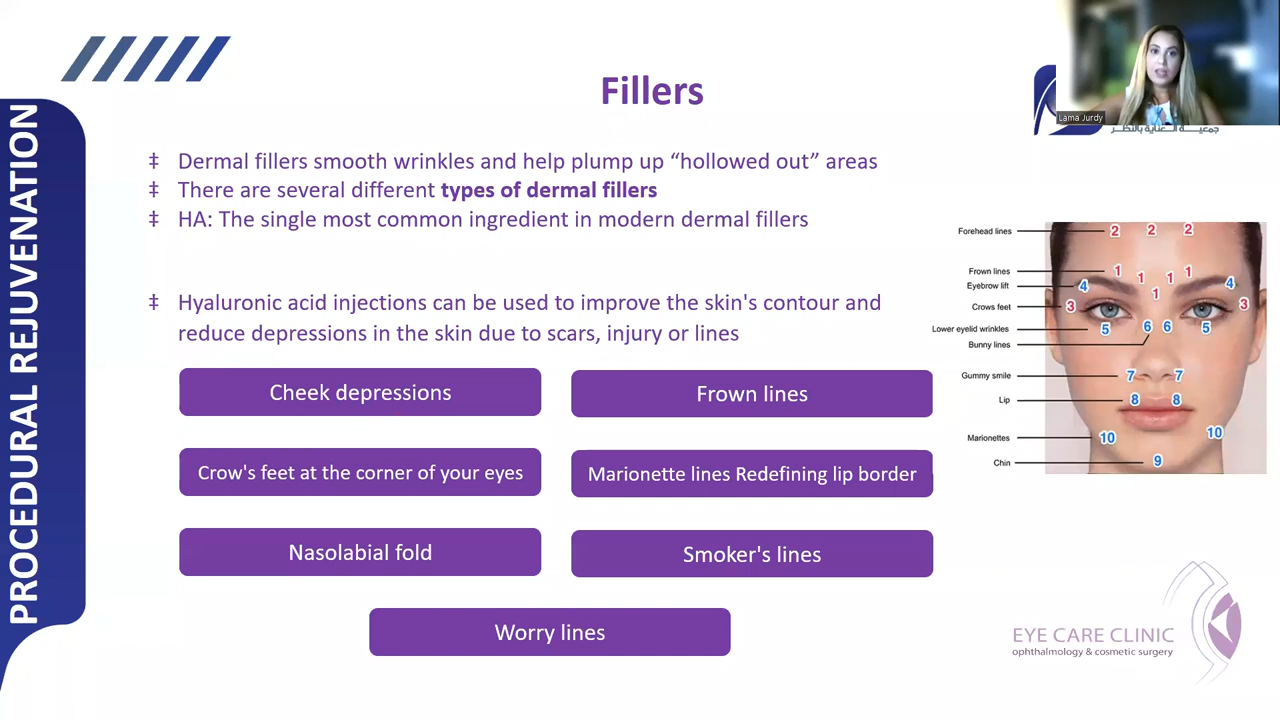 PROCEDURAL REJUVENATION
Fillers
Lama Jurdy
جمعيـــة الـعـنايـة بالنظـر
‡ Dermal fillers smooth wrinkles and help plump up “hollowed out” areas
‡ There are several different types of dermal fillers
‡ HA: The single most common ingredient in modern dermal fillers
‡ Hyaluronic acid injections can be used to improve the skin's contour and
reduce depressions in the skin due to scars, injury or lines
Cheek depressions
Frown lines
Crow's feet at the corner of your eyes
Marionette lines Redefining lip border
Nasolabial fold
Smoker's lines
Worry lines
Forehead lines 2 2 2
Frown lines 1 1 1 1 1
Eyebrow lift 4 4
Crows feet 3 3
Lower eyelid wrinkles 5 5
Bunny lines 6 6
Gummy smile 7 7
Lip 8 8
Marionettes 10 10
Chin 9
EYE CARE CLINIC
ophthalmology & cosmetic surgery